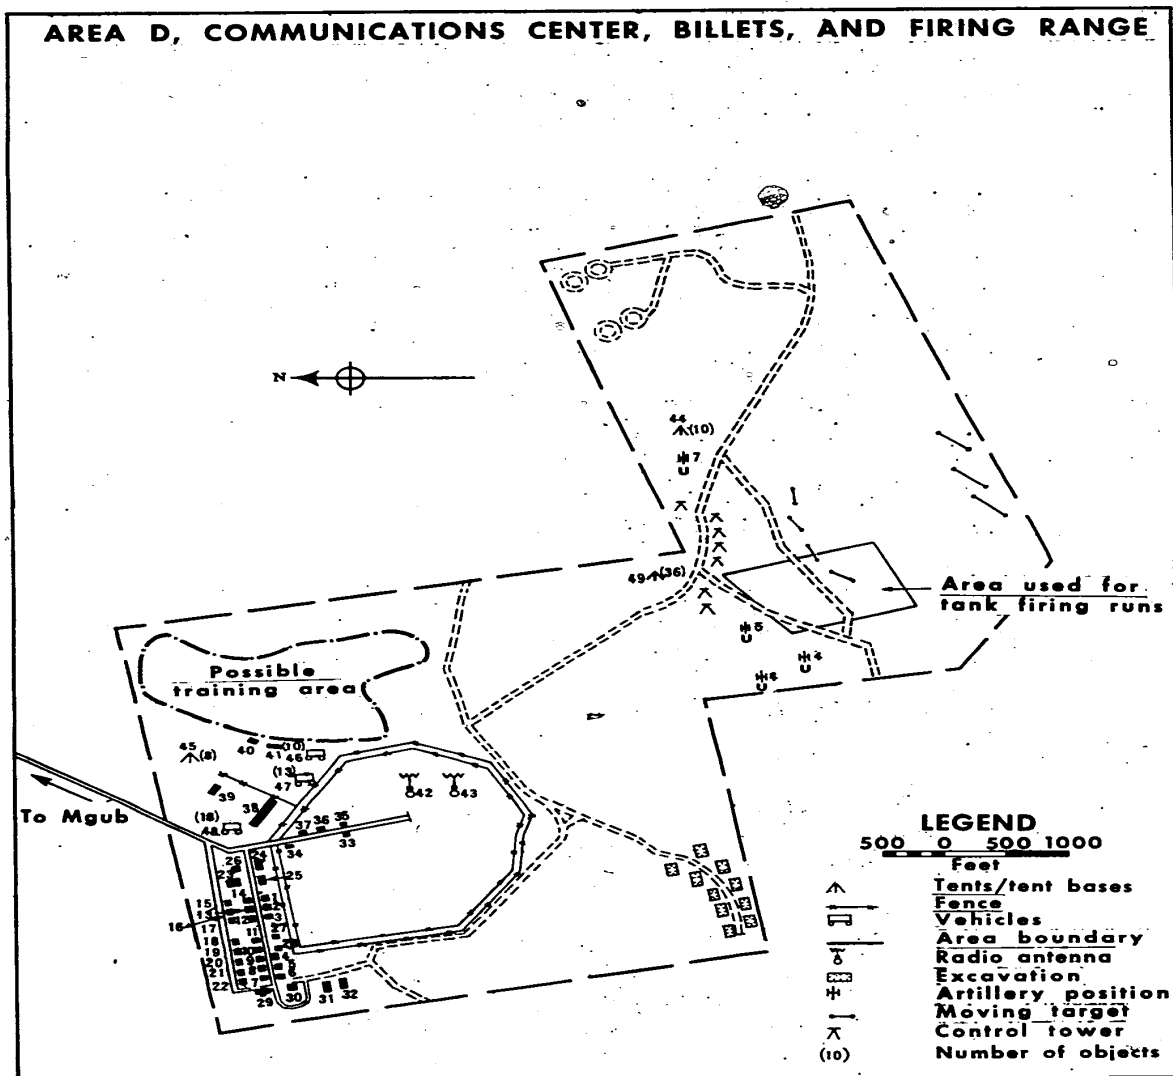 AREA D, COMMUNICATIONS CENTER, BILLETS, AND FIRING RANGE
N
44
(10)
7
49 (36)
5
4
4
Area used for
tank firing runs
Possible
training area
45 (8)
40
41 (10)
46
(13)
47
42
43
39
38
To Mgub
(18)
48
37 36 35
33
34
26
25
14
15
13
12
16
17
11
18
19
20
21
22
7
29
30
31 32
27
LEGEND
500 0 500 1000
Feet
Tents/tent bases
Fence
Vehicles
Area boundary
Radio antenna
Excavation
Artillery position
Moving target
Control tower
(10) Number of objects